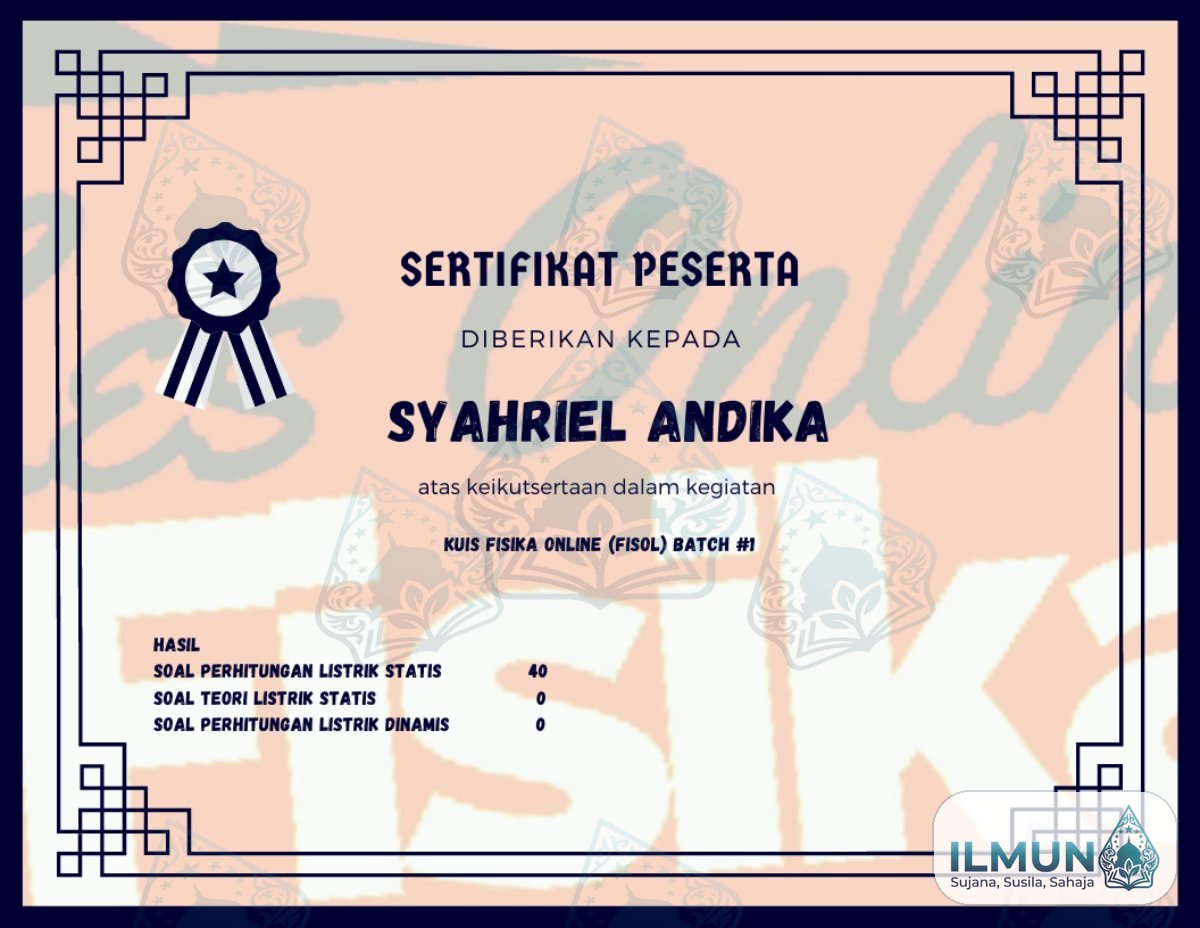 SERTIFIKAT PESERTA
DIBERIKAN KEPADA
SYAHRIEL ANDIKA
atas keikutsertaan dalam kegiatan
KUIS FISIKA ONLINE (FISOL) BATCH #1
HASIL
SOAL PERHITUNGAN LISTRIK STATIS 40
SOAL TEORI LISTRIK STATIS 0
SOAL PERHITUNGAN LISTRIK DINAMIS 0
ILMUN
Sujana, Susila, Sahaja